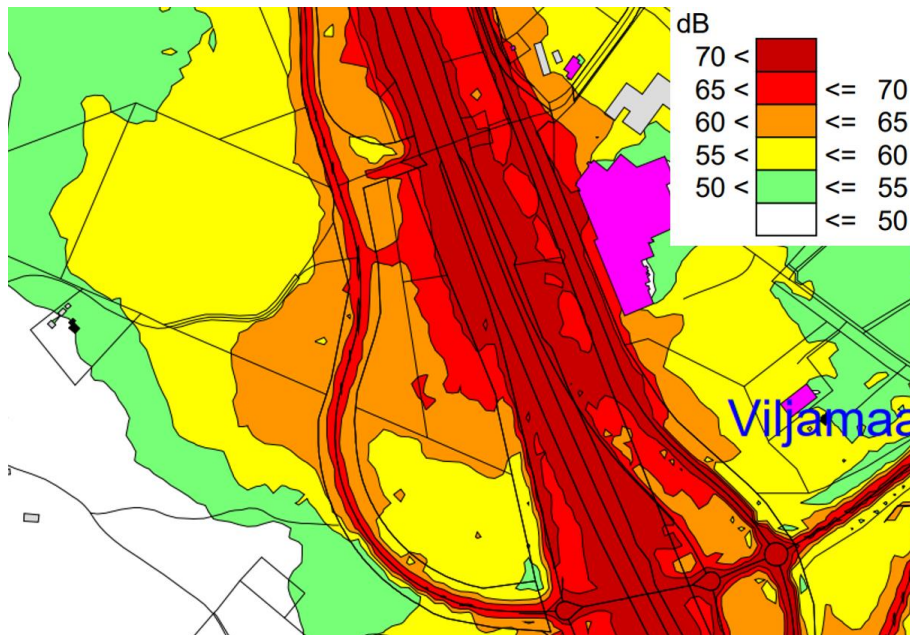 dB
70 <
65 < <= 70
60 < <= 65
55 < <= 60
50 < <= 55
<= 50
Viljamaa